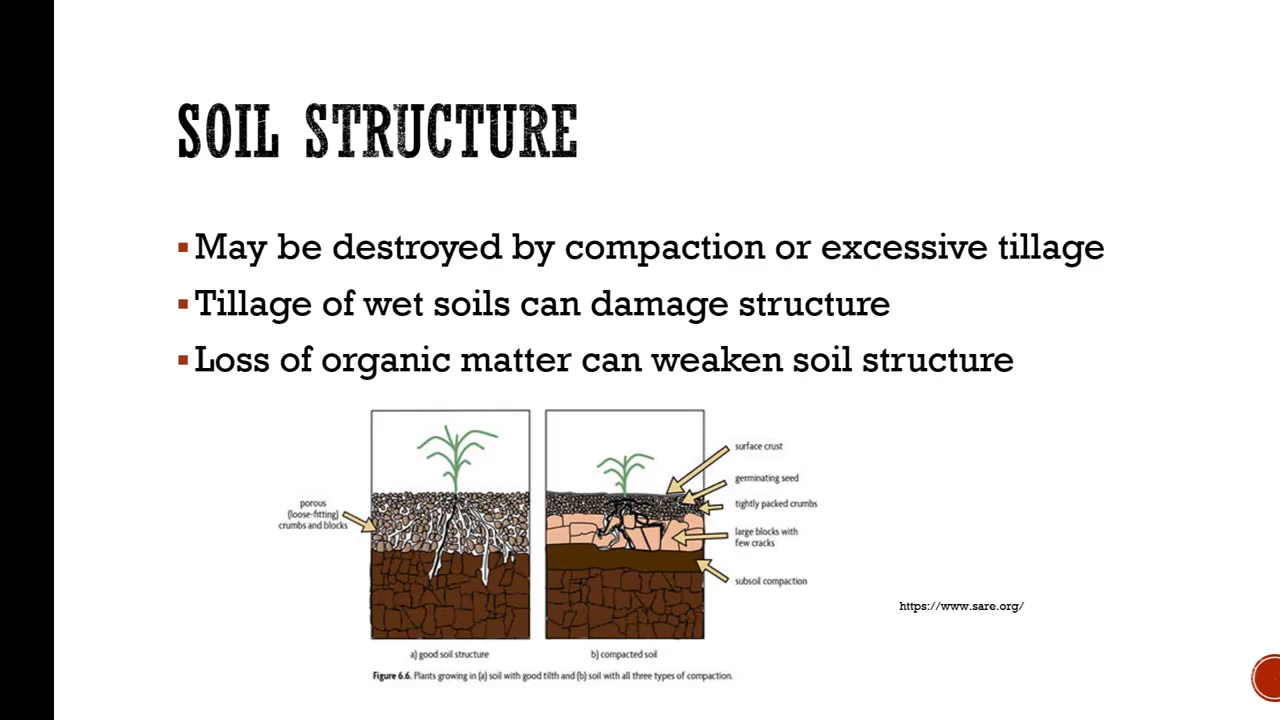 SOIL STRUCTURE
▪ May be destroyed by compaction or excessive tillage
▪ Tillage of wet soils can damage structure
▪ Loss of organic matter can weaken soil structure
porous
(loose-fitting)
crumbs and blocks
surface crust
germinating seed
tightly packed crumbs
large blocks with
few cracks
subsoil compaction
https://www.sare.org/
a) good soil structure
b) compacted soil
Figure 6.6. Plants growing in (a) soil with good tilth and (b) soil with all three types of compaction.